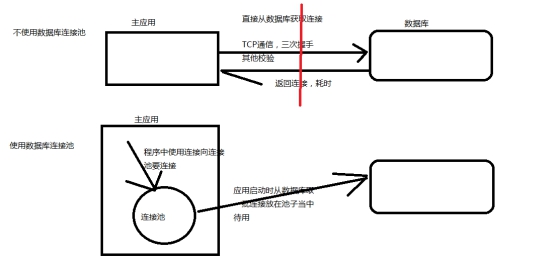 直接从数据库获取连接
主应用
数据库
不使用数据库连接池
TCP通信，三次握手
其他校验
返回连接，耗时
主应用
使用数据库连接池
程序中使用连接向连接
池要连接
应用启动时从数据库取
些连接放在池子当中
待用
连接池